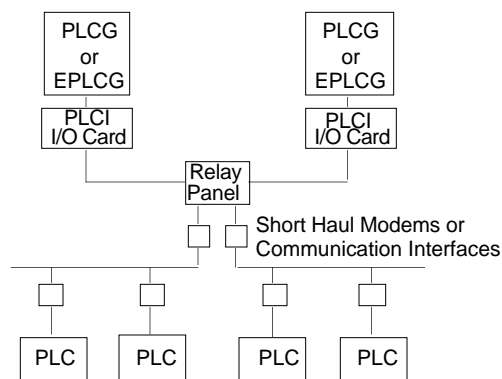 PLCG
or
EPLCG
PLCG
or
EPLCG
PLCI
I/O Card
PLCI
I/O Card
Relay
Panel
Short Haul Modems or
Communication Interfaces
PLC
PLC
PLC
PLC